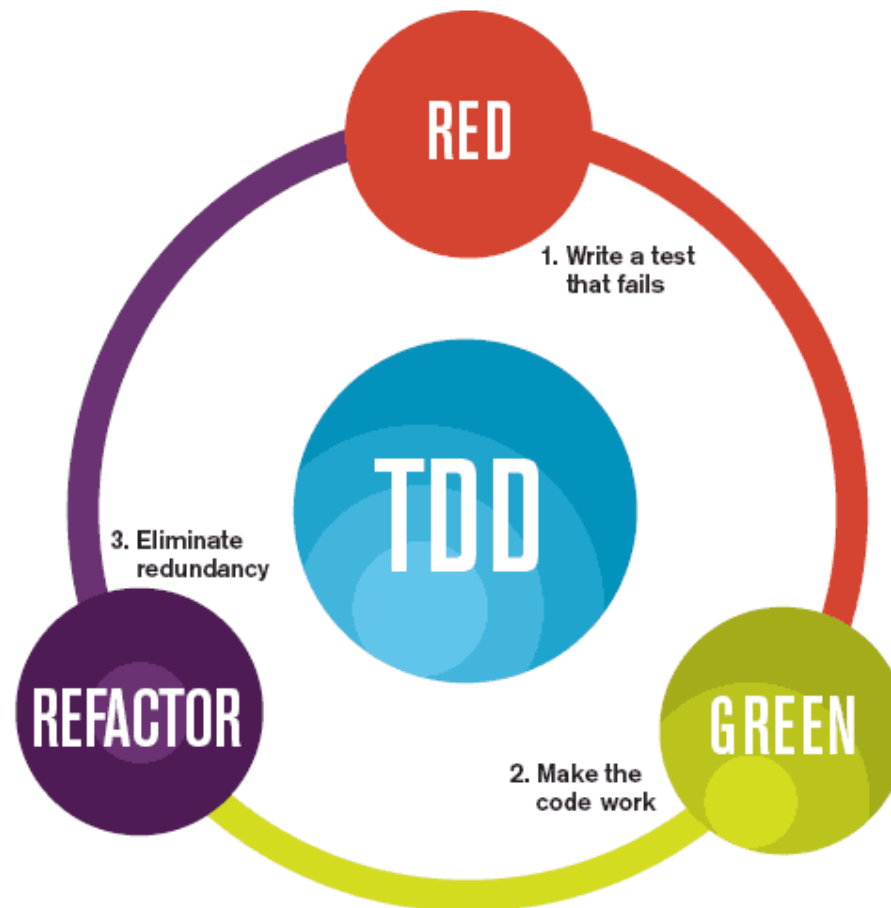 RED
1. Write a test
that fails
TDD
3. Eliminate
redundancy
REFACTOR
GREEN
2. Make the
code work